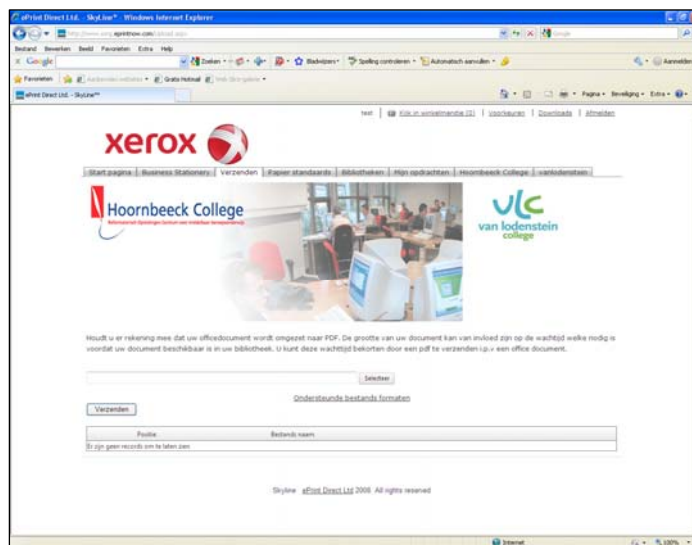 ePrint Direct Ltd. - SkyLine* - Windows Internet Explorer
Bestand Bewerken Beeld Favorieten Extra Help
x Google Zoeken Bladwijzers Spelling controleren Automatisch aanvullen Aanmelden
Favorieten Gratis Hotmail
ePrint Direct Ltd. - SkyLine** Pagina Beveiliging Extra
test Kijk in winkelmandje (2) | Voorkeuren | Downloads | Afmelden
xerox
Start pagina | Business Stationery | Verzenden | Papier standaards | Bibliotheken | Mijn opdrachten | Hoornbeeck College | vanlodenstein
Hoornbeeck College
vlc
van lodenstein
college
Houdt u er rekening mee dat uw officedocument wordt omgezet naar PDF. De grootte van uw document kan van invloed zijn op de wachtijd welke nodig is
voordat uw document beschikbaar is in uw bibliotheek. U kunt deze wachttijd bekorten door een pdf te verzenden i.p.v een office document.
Selecteer
Ondersteunde bestands formaten
Verzenden
Positie Bestands naam
Er zijn geen records om te laten zien
Skyline ePrint Direct Ltd 2008 All rights reserved
Internet 100%